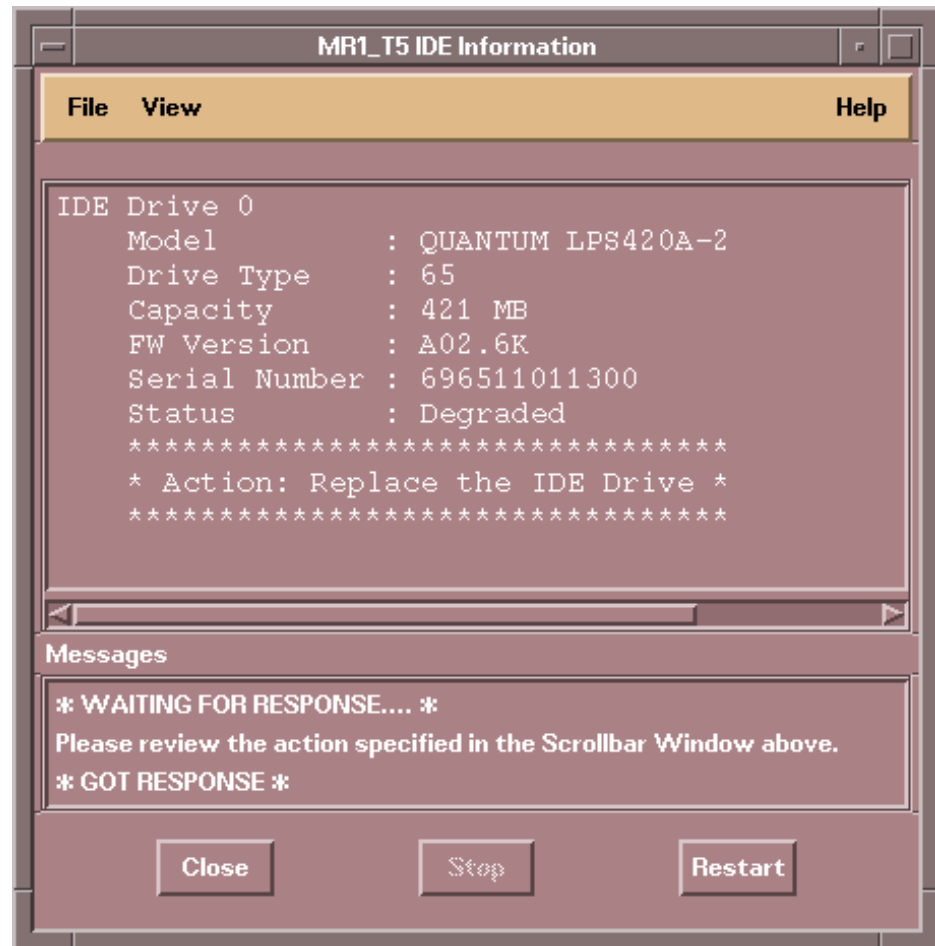 MR1_T5 IDE Information
File View Help
IDE Drive 0
Model : QUANTUM LPS420A-2
Drive Type : 65
Capacity : 421 MB
FW Version : A02.6K
Serial Number : 696511011300
Status : Degraded
**********************************
* Action: Replace the IDE Drive *
**********************************
Messages
* WAITING FOR RESPONSE.... *
Please review the action specified in the Scrollbar Window above.
* GOT RESPONSE *
Close Stop Restart